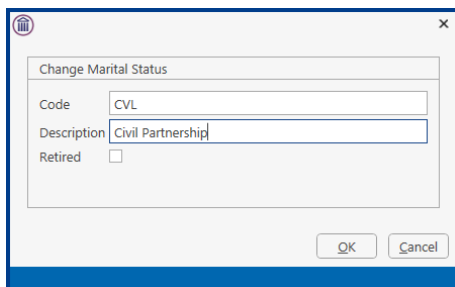 Change Marital Status
Code CVL
Description Civil Partnership
Retired
OK Cancel